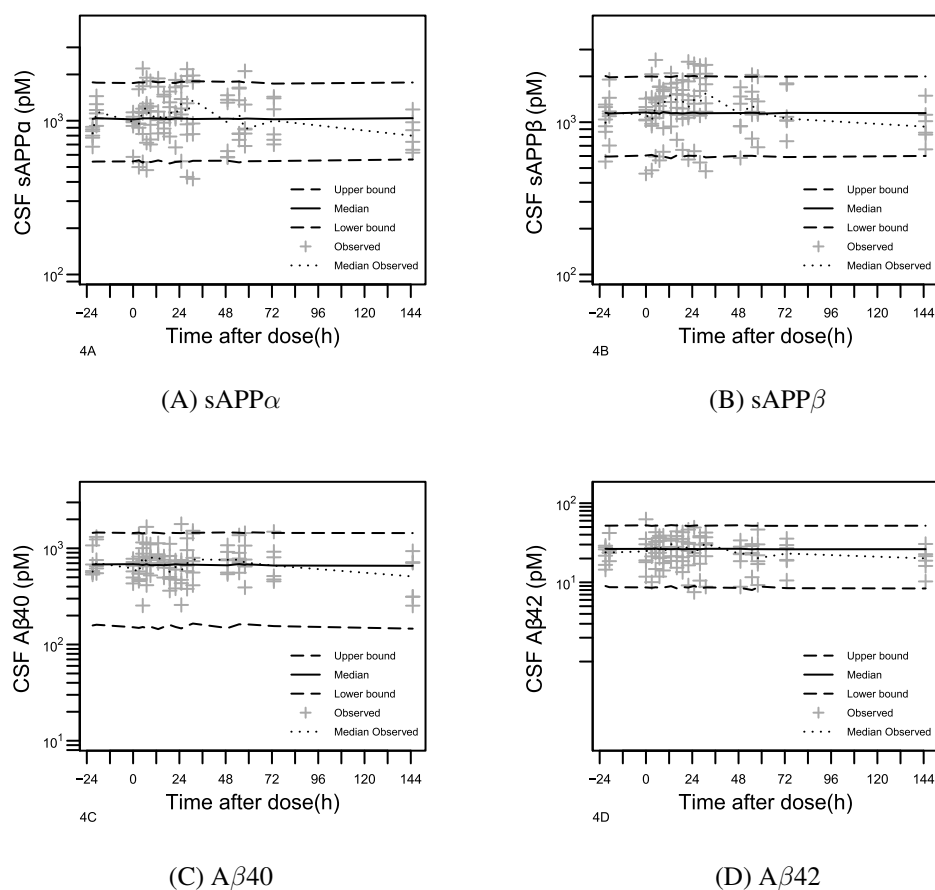 CSF sAPPα (pM)
10³
10²
−24 0 24 48 72 96 120 144
Time after dose(h)
Upper bound
Median
Lower bound
Observed
Median Observed
4A
(A) sAPPα
CSF sAPPβ (pM)
10³
10²
−24 0 24 48 72 96 120 144
Time after dose(h)
Upper bound
Median
Lower bound
Observed
Median Observed
4B
(B) sAPPβ
CSF Aβ40 (pM)
10³
10²
10¹
−24 0 24 48 72 96 120 144
Time after dose(h)
Upper bound
Median
Lower bound
Observed
Median Observed
4C
(C) Aβ40
CSF Aβ42 (pM)
10²
10¹
−24 0 24 48 72 96 120 144
Time after dose(h)
Upper bound
Median
Lower bound
Observed
Median Observed
4D
(D) Aβ42